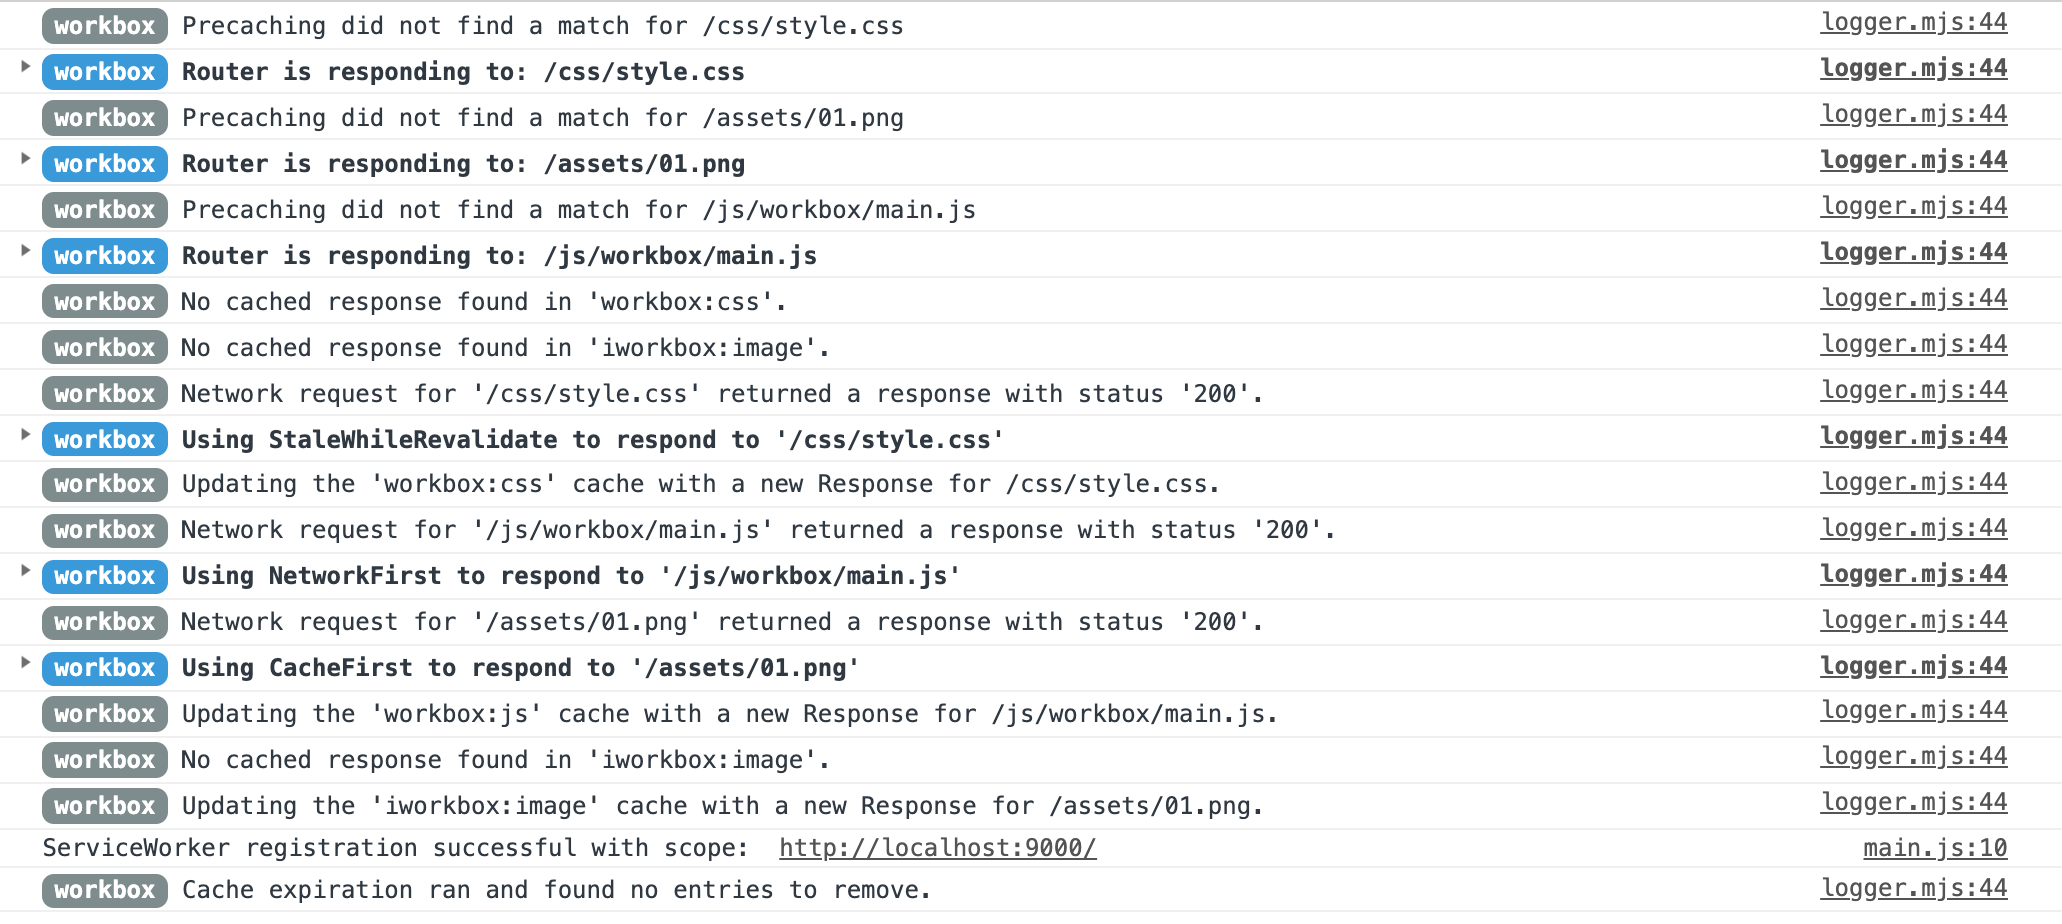 workbox Precaching did not find a match for /css/style.css logger.mjs:44
workbox Router is responding to: /css/style.css logger.mjs:44
workbox Precaching did not find a match for /assets/01.png logger.mjs:44
workbox Router is responding to: /assets/01.png logger.mjs:44
workbox Precaching did not find a match for /js/workbox/main.js logger.mjs:44
workbox Router is responding to: /js/workbox/main.js logger.mjs:44
workbox No cached response found in 'workbox:css'. logger.mjs:44
workbox No cached response found in 'iworkbox:image'. logger.mjs:44
workbox Network request for '/css/style.css' returned a response with status '200'. logger.mjs:44
workbox Using StaleWhileRevalidate to respond to '/css/style.css' logger.mjs:44
workbox Updating the 'workbox:css' cache with a new Response for /css/style.css. logger.mjs:44
workbox Network request for '/js/workbox/main.js' returned a response with status '200'. logger.mjs:44
workbox Using NetworkFirst to respond to '/js/workbox/main.js' logger.mjs:44
workbox Network request for '/assets/01.png' returned a response with status '200'. logger.mjs:44
workbox Using CacheFirst to respond to '/assets/01.png' logger.mjs:44
workbox Updating the 'workbox:js' cache with a new Response for /js/workbox/main.js. logger.mjs:44
workbox No cached response found in 'iworkbox:image'. logger.mjs:44
workbox Updating the 'iworkbox:image' cache with a new Response for /assets/01.png. logger.mjs:44
ServiceWorker registration successful with scope: http://localhost:9000/ main.js:10
workbox Cache expiration ran and found no entries to remove. logger.mjs:44